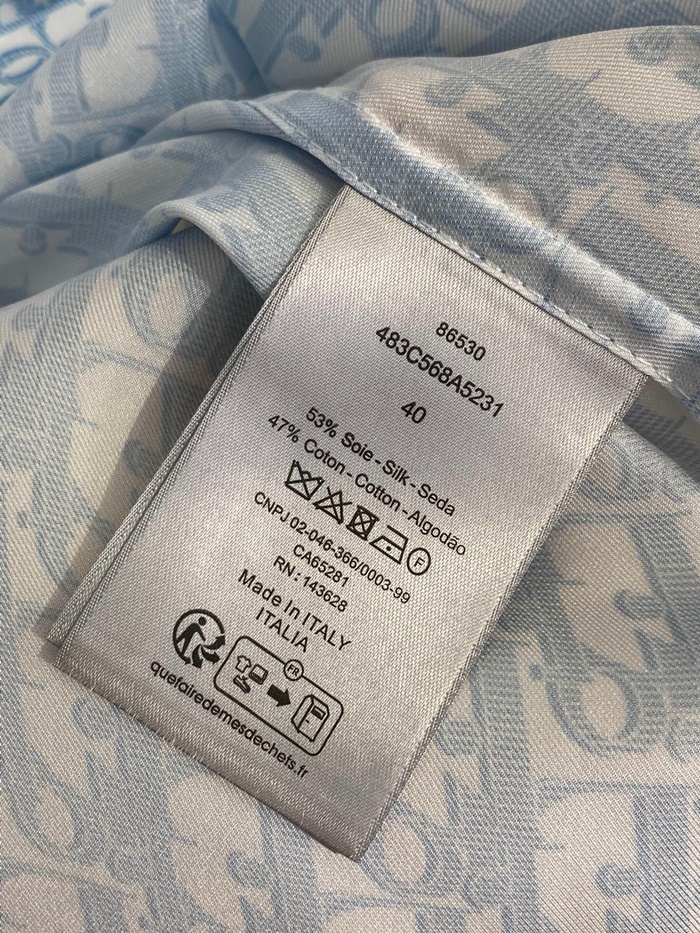 86530
483C568A5231
40
53% Soie - Silk - Seda
47% Coton - Cotton - Algodão
F
CNPJ 02-046-366/0003-99
CA65281
RN : 143628
Made In ITALY
ITALIA
FR
quefairedemesdechets.fr